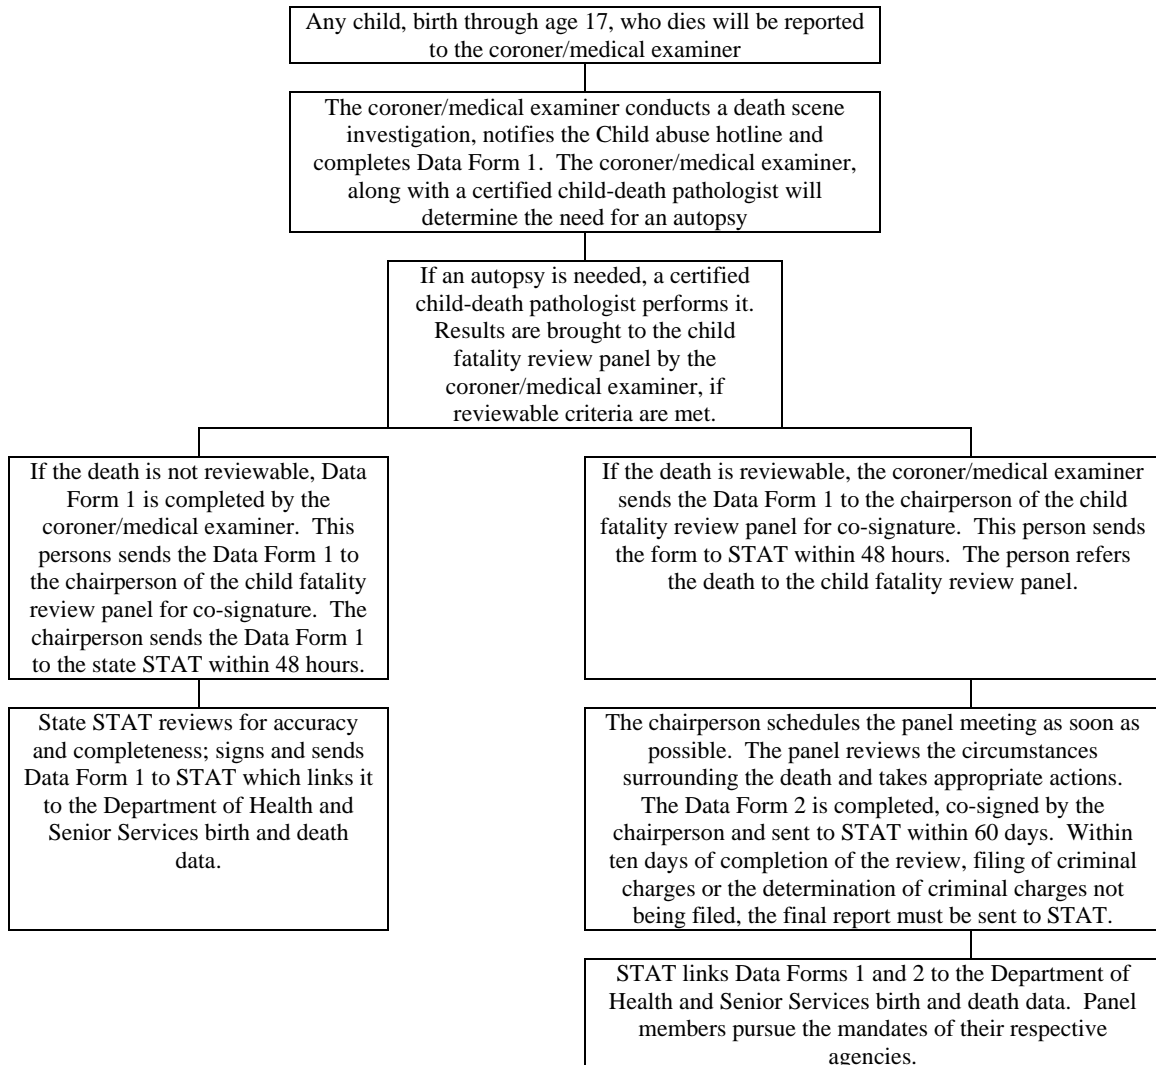 Any child, birth through age 17, who dies will be reported
to the coroner/medical examiner
The coroner/medical examiner conducts a death scene
investigation, notifies the Child abuse hotline and
completes Data Form 1.  The coroner/medical examiner,
along with a certified child-death pathologist will
determine the need for an autopsy
If an autopsy is needed, a certified
child-death pathologist performs it.
Results are brought to the child
fatality review panel by the
coroner/medical examiner, if
reviewable criteria are met.
If the death is not reviewable, Data
Form 1 is completed by the
coroner/medical examiner.  This
persons sends the Data Form 1 to
the chairperson of the child fatality
review panel for co-signature.  The
chairperson sends the Data Form 1
to the state STAT within 48 hours.
If the death is reviewable, the coroner/medical examiner
sends the Data Form 1 to the chairperson of the child
fatality review panel for co-signature.  This person sends
the form to STAT within 48 hours.  The person refers
the death to the child fatality review panel.
State STAT reviews for accuracy
and completeness; signs and sends
Data Form 1 to STAT which links it
to the Department of Health and
Senior Services birth and death
data.
The chairperson schedules the panel meeting as soon as
possible.  The panel reviews the circumstances
surrounding the death and takes appropriate actions.
The Data Form 2 is completed, co-signed by the
chairperson and sent to STAT within 60 days.  Within
ten days of completion of the review, filing of criminal
charges or the determination of criminal charges not
being filed, the final report must be sent to STAT.
STAT links Data Forms 1 and 2 to the Department of
Health and Senior Services birth and death data.  Panel
members pursue the mandates of their respective
agencies.